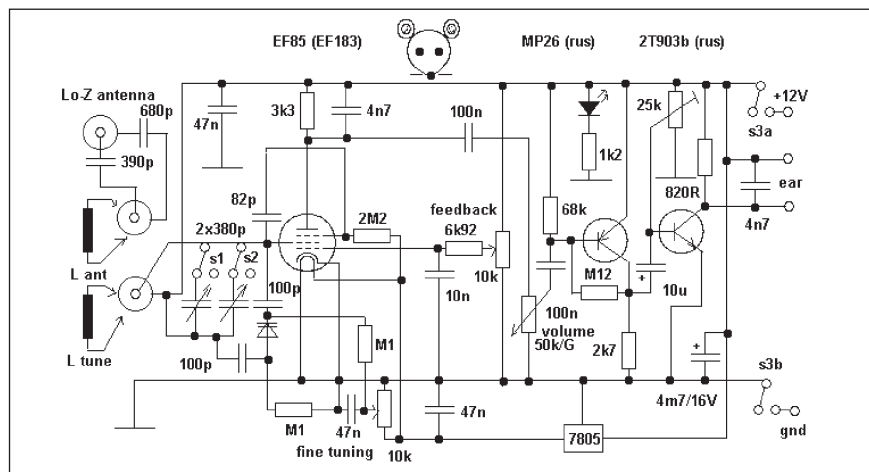 EF85 (EF183)
MP26 (rus)
2T903b (rus)
Lo-Z antenna
680p
47n
3k3
4n7
100n
25k
+12V
s3a
390p
1k2
ear
82p
820R
2M2
feedback
68k
4n7
2x380p
6k92
s1
s2
L ant
100p
10k
M12
10n
10u
100n
volume
L tune
50k/G
M1
2k7
100p
4m7/16V
s3b
M1
47n
47n
7805
gnd
fine tuning
10k
+
+